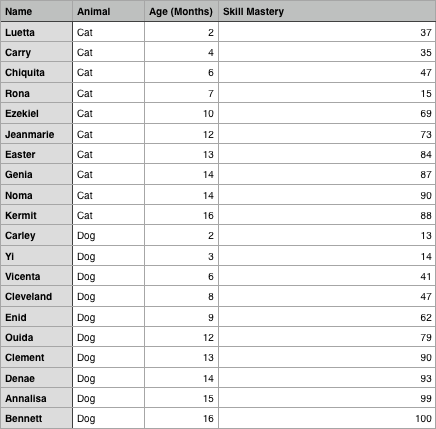 Name Animal Age (Months) Skill Mastery
Luetta Cat 2 37
Carry Cat 4 35
Chiquita Cat 6 47
Rona Cat 7 15
Ezekiel Cat 10 69
Jeanmarie Cat 12 73
Easter Cat 13 84
Genia Cat 14 87
Noma Cat 14 90
Kermit Cat 16 88
Carley Dog 2 13
Yi Dog 3 14
Vicenta Dog 6 41
Cleveland Dog 8 47
Enid Dog 9 62
Ouida Dog 12 79
Clement Dog 13 90
Denae Dog 14 93
Annalisa Dog 15 99
Bennett Dog 16 100